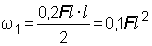 ω₁ = 0,2Fl · l / 2 = 0,1Fl²